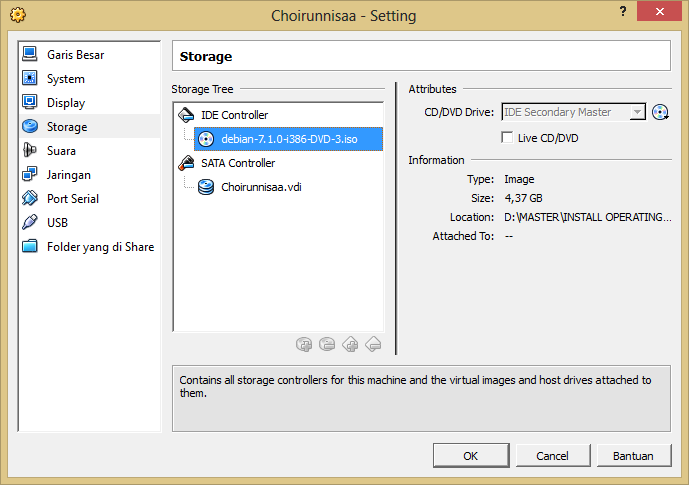 Choirunnisaa - Setting
?
Garis Besar
System
Display
Storage
Suara
Jaringan
Port Serial
USB
Folder yang di Share
Storage
Storage Tree
IDE Controller
debian-7.1.0-i386-DVD-3.iso
SATA Controller
Choirunnisaa.vdi
Attributes
CD/DVD Drive: IDE Secondary Master
Live CD/DVD
Information
Type: Image
Size: 4,37 GB
Location: D:\MASTER\INSTALL OPERATING...
Attached To: --
Contains all storage controllers for this machine and the virtual images and host drives attached to
them.
OK Cancel Bantuan